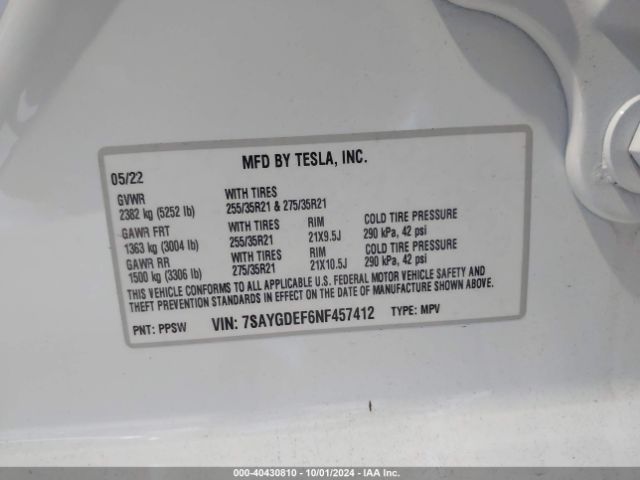 MFD BY TESLA, INC.
05/22
GVWR WITH TIRES
2382 kg (5252 lb) 255/35R21 & 275/35R21
GAWR FRT WITH TIRES RIM COLD TIRE PRESSURE
1363 kg (3004 lb) 255/35R21 21X9.5J 290 kPa, 42 psi
GAWR RR WITH TIRES RIM COLD TIRE PRESSURE
1500 kg (3306 lb) 275/35R21 21X10.5J 290 kPa, 42 psi
THIS VEHICLE CONFORMS TO ALL APPLICABLE U.S. FEDERAL MOTOR VEHICLE SAFETY AND
THEFT PREVENTION STANDARDS IN EFFECT ON THE DATE OF MANUFACTURE SHOWN ABOVE.
PNT: PPSW VIN: 7SAYGDEF6NF457412 TYPE: MPV
000-40430810 - 10/01/2024 - IAA Inc.